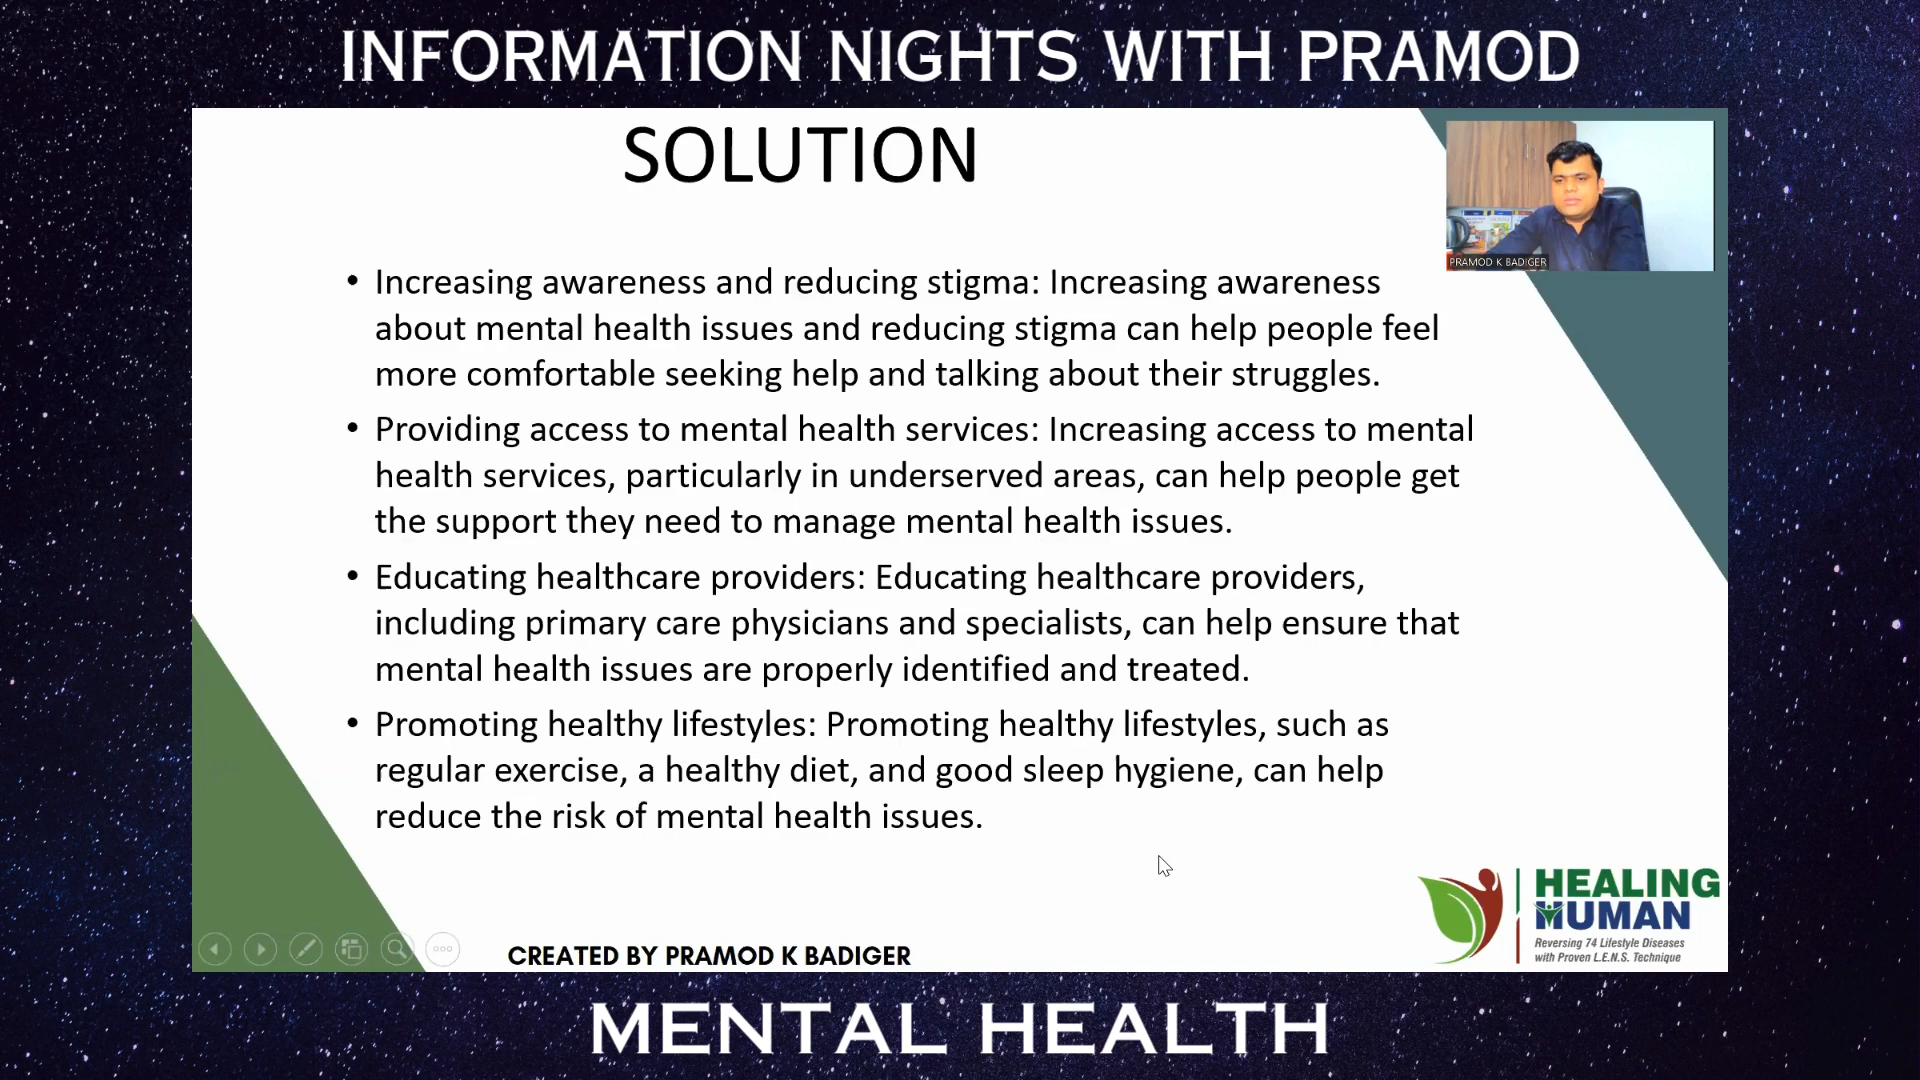 INFORMATION NIGHTS WITH PRAMOD
SOLUTION
PRAMOD K BADIGER
• Increasing awareness and reducing stigma: Increasing awareness
about mental health issues and reducing stigma can help people feel
more comfortable seeking help and talking about their struggles.
• Providing access to mental health services: Increasing access to mental
health services, particularly in underserved areas, can help people get
the support they need to manage mental health issues.
• Educating healthcare providers: Educating healthcare providers,
including primary care physicians and specialists, can help ensure that
mental health issues are properly identified and treated.
• Promoting healthy lifestyles: Promoting healthy lifestyles, such as
regular exercise, a healthy diet, and good sleep hygiene, can help
reduce the risk of mental health issues.
HEALING
HUMAN
Reversing 74 Lifestyle Diseases
with Proven L.E.N.S. Technique
CREATED BY PRAMOD K BADIGER
MENTAL HEALTH